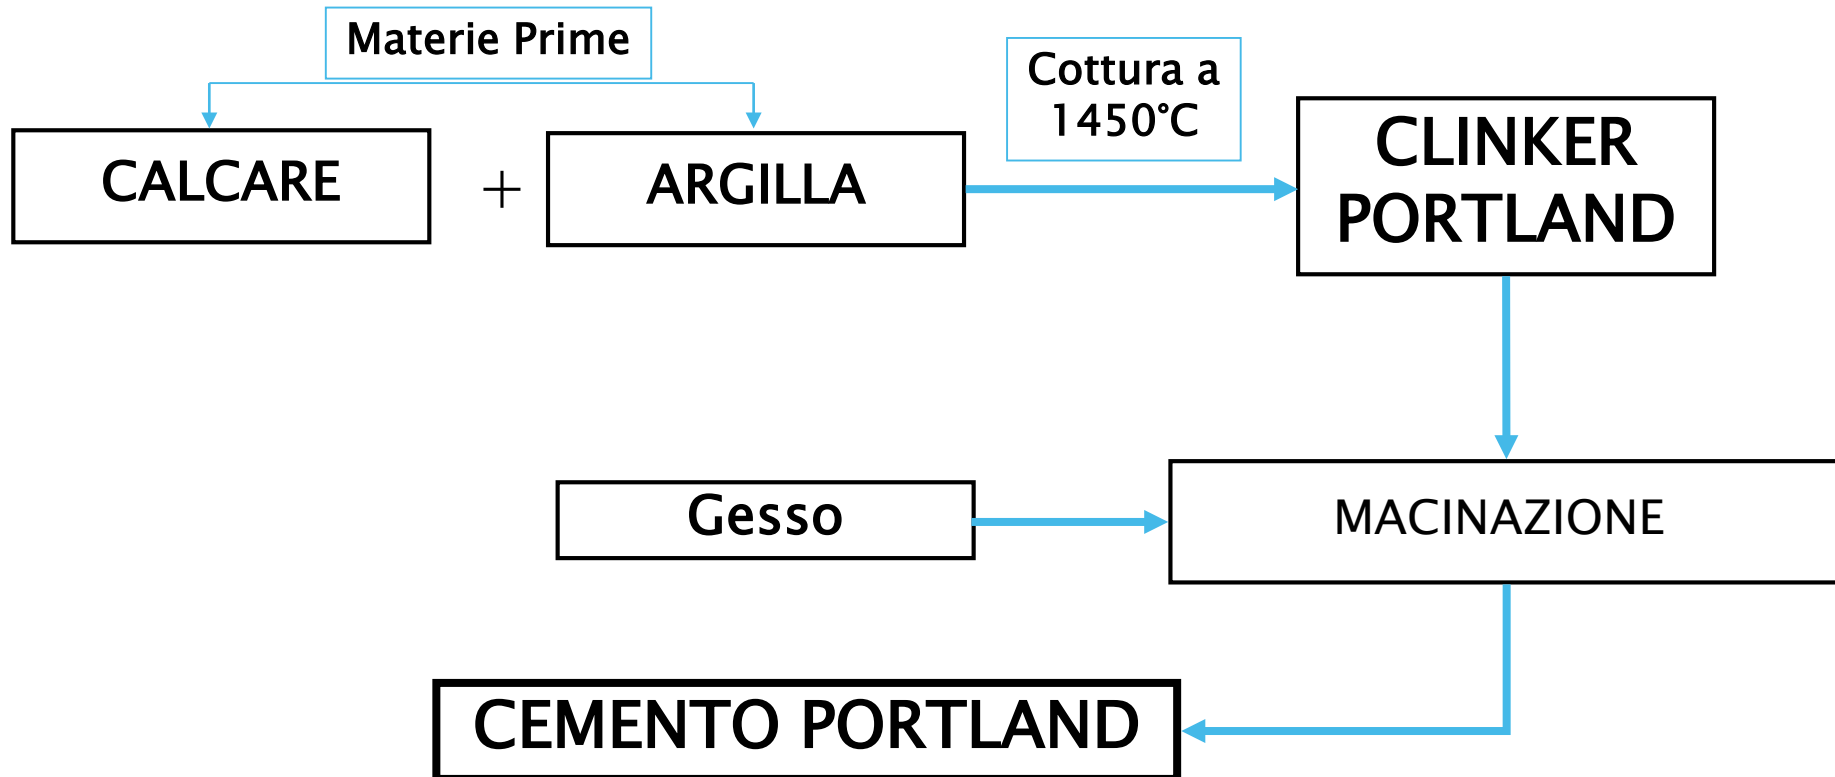 Materie Prime
Cottura a
1450°C
CALCARE
+
ARGILLA
CLINKER
PORTLAND
Gesso
MACINAZIONE
CEMENTO PORTLAND